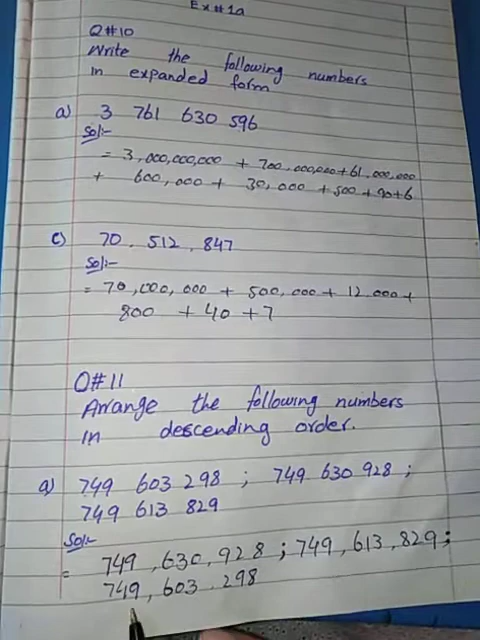 Ex#1a
Q#10
Write the following numbers
in expanded form
a) 3 761 630 596
Sol:-
= 3,000,000,000 + 700,000,000 + 61,000,000
+ 600,000 + 30,000 + 500 + 90 + 6
c) 70,512,847
Sol:-
= 70,000,000 + 500,000 + 12000 +
800 + 40 + 7
Q#11
Arrange the following numbers
in descending order.
a) 749 603 298 ; 749 630 928 ;
749 613 829
Sol:-
= 749,630,928 ; 749,613,829 ;
749,603,298